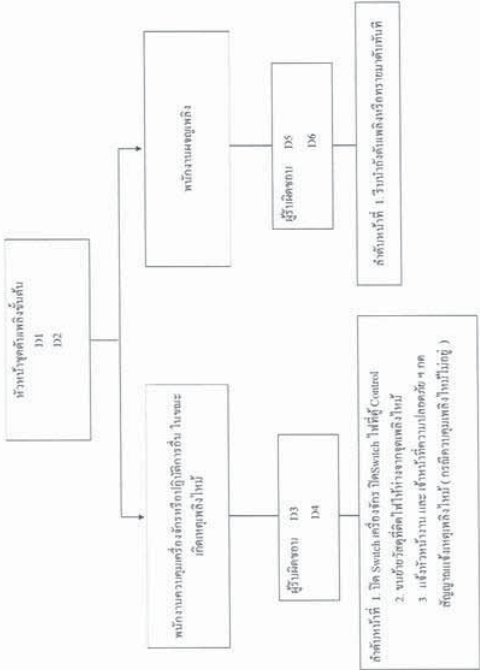 หัวหน้าชุดดับเพลิงขั้นต้น
D1
D2
พนักงานควบคุมเครื่องจักรหรือปฏิบัติการอื่น ในขณะ
เกิดเหตุเพลิงไหม้
ผู้รับผิดชอบ D3
D4
ลำดับหน้าที่ 1. ปิด Switch เครื่องจักร ปิดSwitch ไฟที่ตู้ Control
2. ขนย้ายวัสดุที่ติดไฟให้ห่างจากจุดเพลิงไหม้
3 แจ้งหัวหน้างาน และ เจ้าหน้าที่ความปลอดภัย ฯ กด
สัญญาณแจ้งเหตุเพลิงไหม้ ( กรณีควบคุมเพลิงไหม้ไม่อยู่ )
พนักงานผจญเพลิง
ผู้รับผิดชอบ D5
D6
ลำดับหน้าที่ 1. รีบนำถังดับเพลิงหรือทรายมาดับทันที